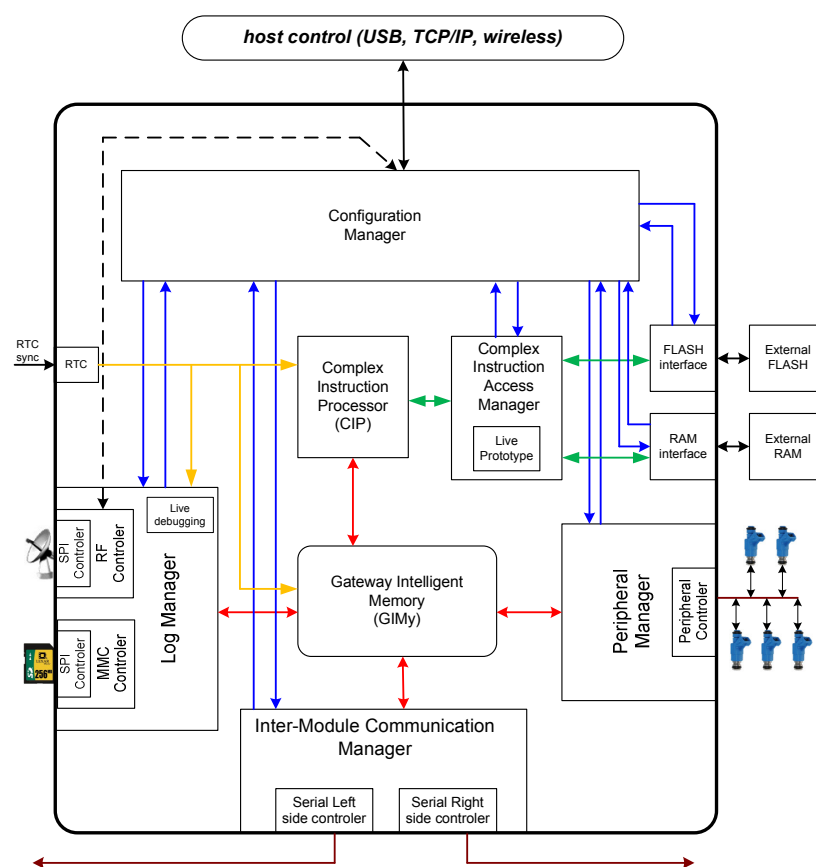 host control (USB, TCP/IP, wireless)
Configuration
Manager
RTC
sync
RTC
Complex
Instruction
Processor
(CIP)
Complex
Instruction
Access
Manager
Live
Prototype
FLASH
interface
External
FLASH
RAM
interface
External
RAM
Live
debugging
SPI
Controler
RF
Controler
Log Manager
SPI
Controler
MMC
Controler
256
Gateway Intelligent
Memory
(GIMy)
Peripheral
Manager
Peripheral
Controler
Inter-Module Communication
Manager
Serial Left
side controler
Serial Right
side controler